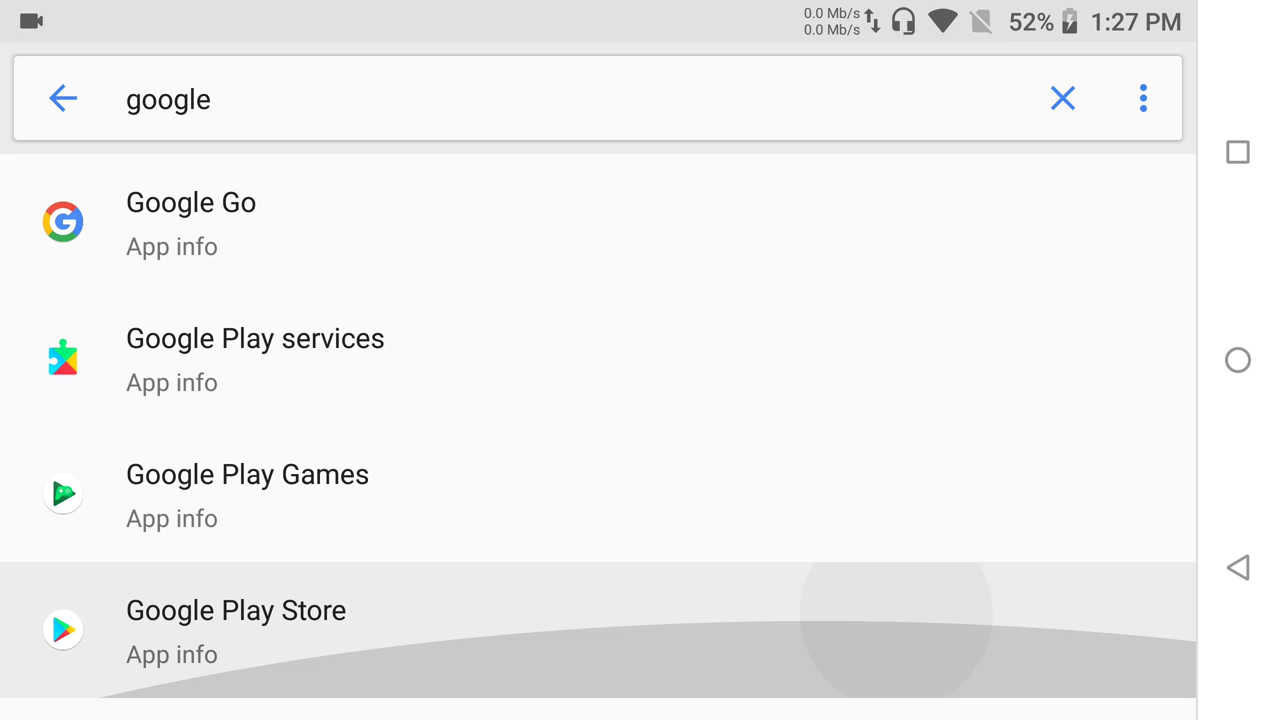 0.0 Mb/s
0.0 Mb/s
52% 1:27 PM
google
Google Go
App info
Google Play services
App info
Google Play Games
App info
Google Play Store
App info